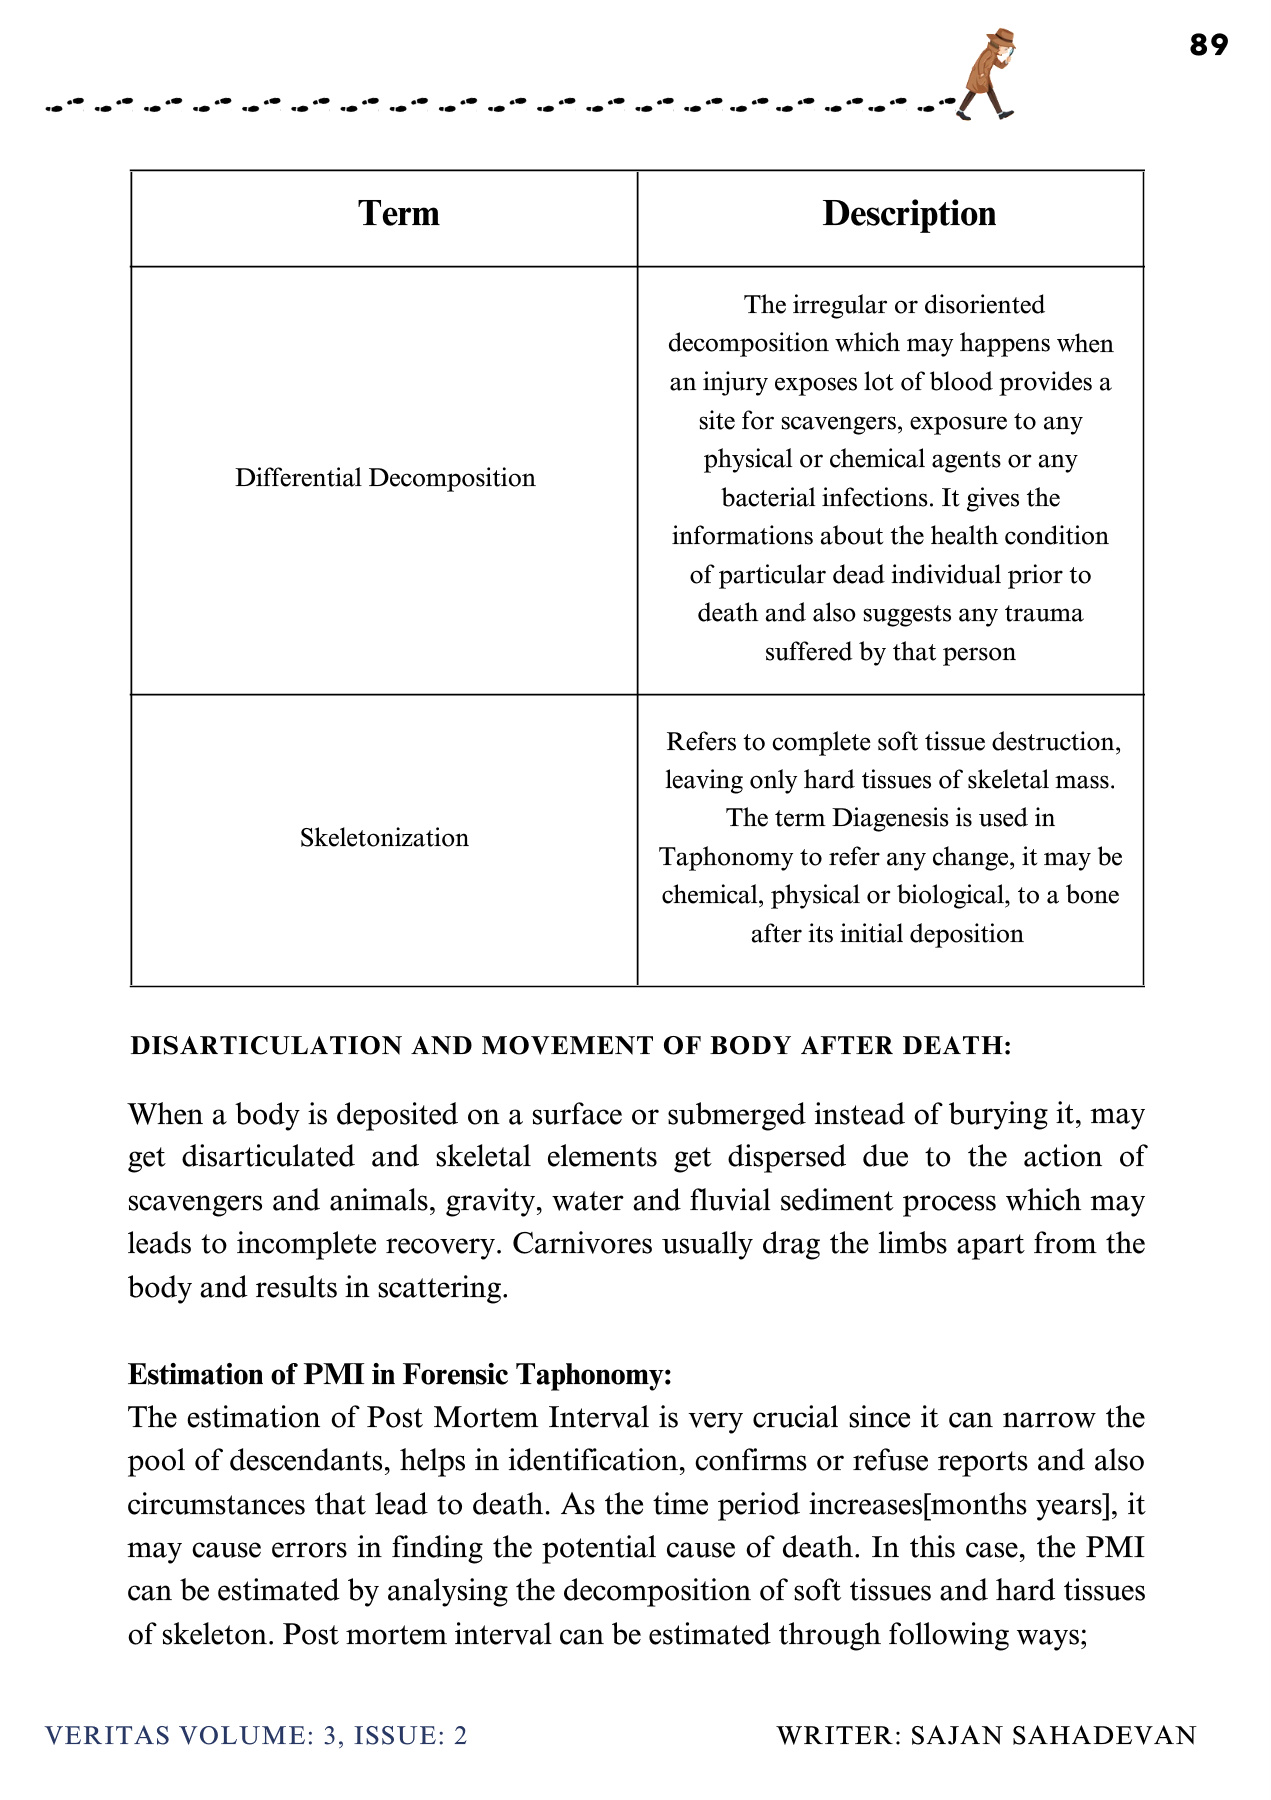 89
Term
Description
Differential Decomposition
The irregular or disoriented
decomposition which may happens when
an injury exposes lot of blood provides a
site for scavengers, exposure to any
physical or chemical agents or any
bacterial infections. It gives the
informations about the health condition
of particular dead individual prior to
death and also suggests any trauma
suffered by that person
Skeletonization
Refers to complete soft tissue destruction,
leaving only hard tissues of skeletal mass.
The term Diagenesis is used in
Taphonomy to refer any change, it may be
chemical, physical or biological, to a bone
after its initial deposition
DISARTICULATION AND MOVEMENT OF BODY AFTER DEATH:
When a body is deposited on a surface or submerged instead of burying it, may
get disarticulated and skeletal elements get dispersed due to the action of
scavengers and animals, gravity, water and fluvial sediment process which may
leads to incomplete recovery. Carnivores usually drag the limbs apart from the
body and results in scattering.
Estimation of PMI in Forensic Taphonomy:
The estimation of Post Mortem Interval is very crucial since it can narrow the
pool of descendants, helps in identification, confirms or refuse reports and also
circumstances that lead to death. As the time period increases[months years], it
may cause errors in finding the potential cause of death. In this case, the PMI
can be estimated by analysing the decomposition of soft tissues and hard tissues
of skeleton. Post mortem interval can be estimated through following ways;
VERITAS VOLUME: 3, ISSUE: 2
WRITER: SAJAN SAHADEVAN